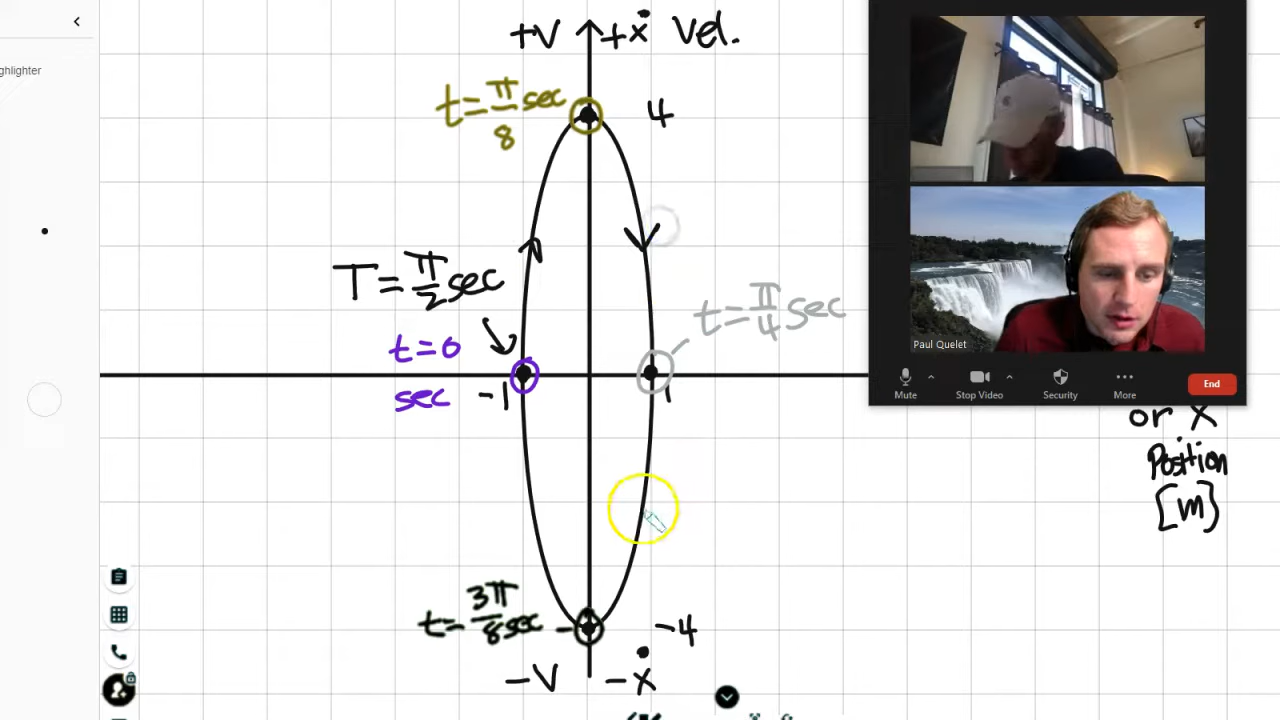 ghlighter
+V +ẋ Vel.
t=π/8 sec
4
T=π/2 sec
t=π/4 sec
t=0
sec
-1
1
or X
Position
[m]
t=3π/8 sec
-4
-V -ẋ
Paul Quelet
Mute
Stop Video
Security
More
End